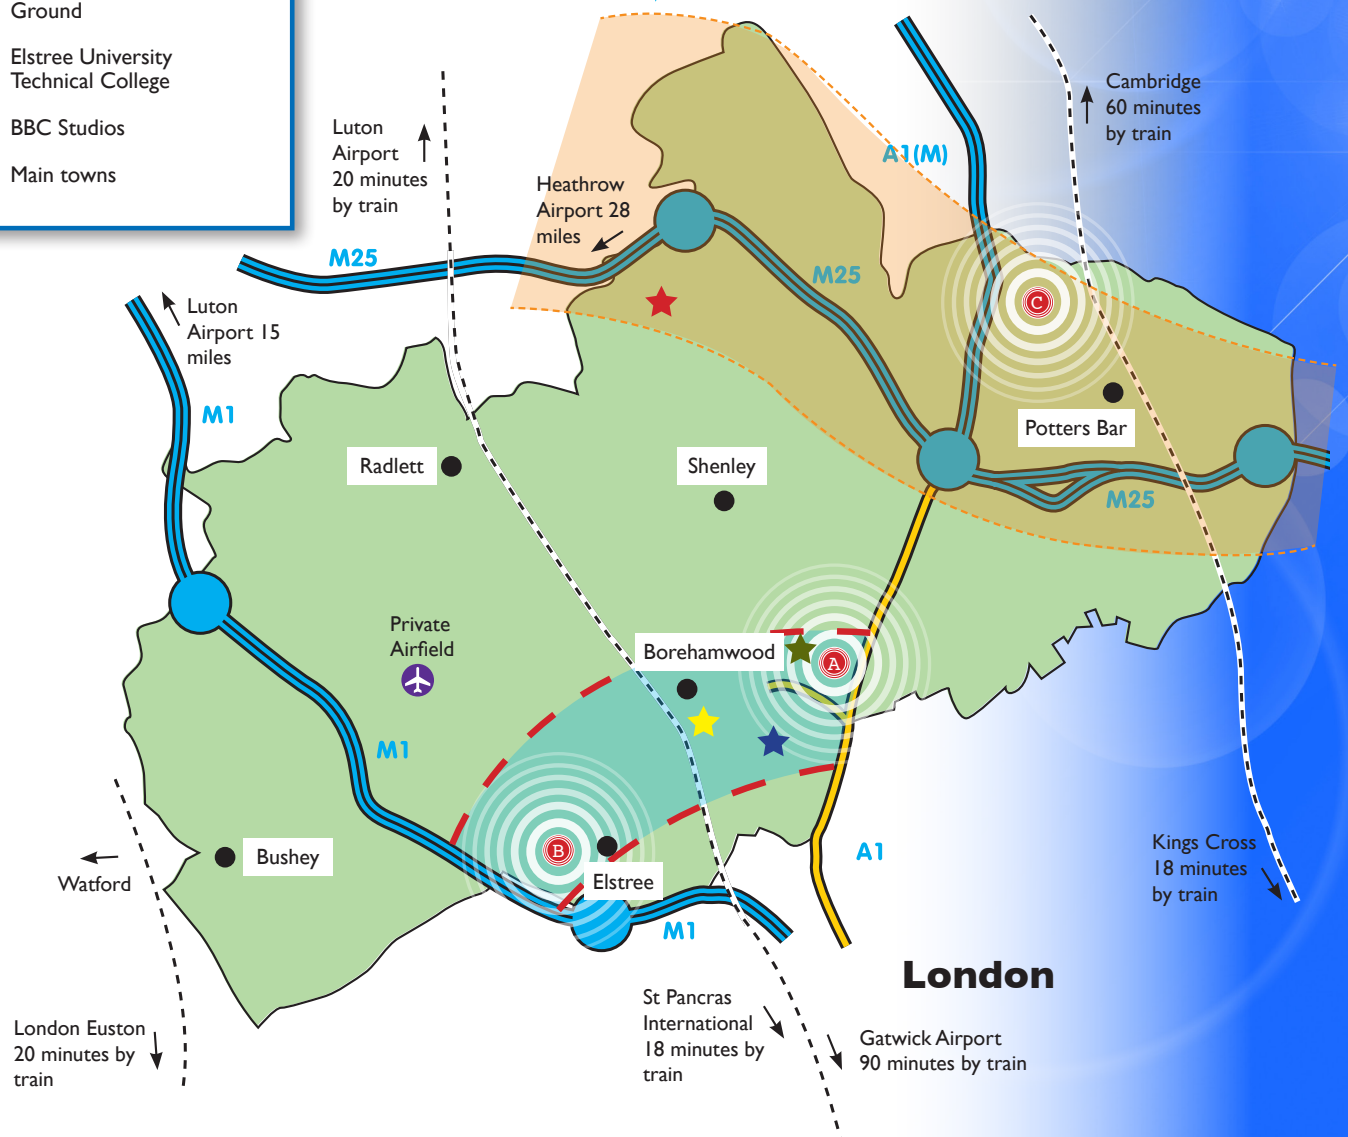 Ground
Elstree University
Technical College
BBC Studios
Main towns
Luton
Airport
20 minutes
by train
Heathrow
Airport 28
miles
A1(M)
Cambridge
60 minutes
by train
M25
M25
Luton
Airport 15
miles
M1
C
Potters Bar
Radlett
Shenley
M25
Private
Airfield
Borehamwood
A
M1
B
Bushey
Elstree
A1
Watford
M1
Kings Cross
18 minutes
by train
London
London Euston
20 minutes by
train
St Pancras
International
18 minutes by
train
Gatwick Airport
90 minutes by train